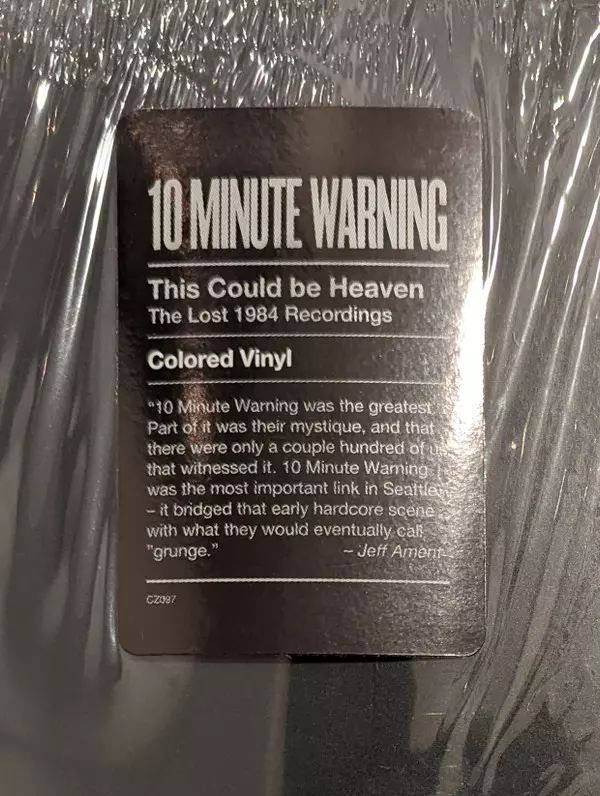 10 MINUTE WARNING
This Could be Heaven
The Lost 1984 Recordings
Colored Vinyl
"10 Minute Warning was the greatest.
Part of it was their mystique, and that
there were only a couple hundred of us
that witnessed it. 10 Minute Warning
was the most important link in Seattle
– it bridged that early hardcore scene
with what they would eventually call
"grunge."
– Jeff Ament
CZ097